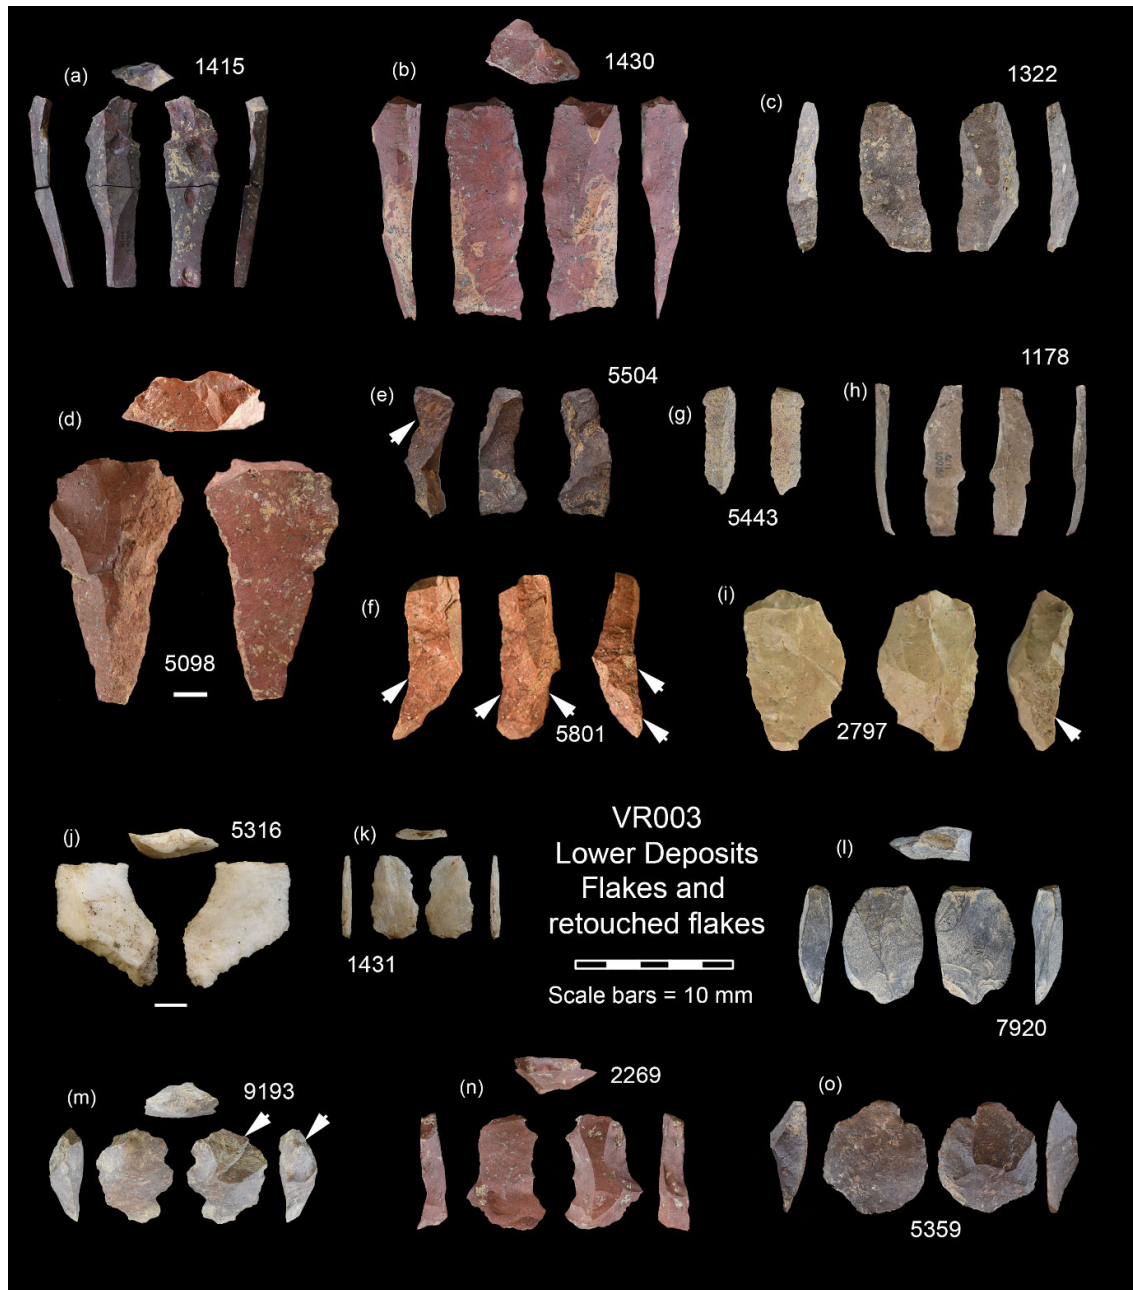 (a)
1415
(b)
1430
(c)
1322
(d)
5098
(e)
5504
(f)
5801
(g)
5443
(h)
1178
(i)
2797
(j)
5316
(k)
1431
VR003
Lower Deposits
Flakes and
retouched flakes
Scale bars = 10 mm
(l)
7920
(m)
9193
(n)
2269
(o)
5359